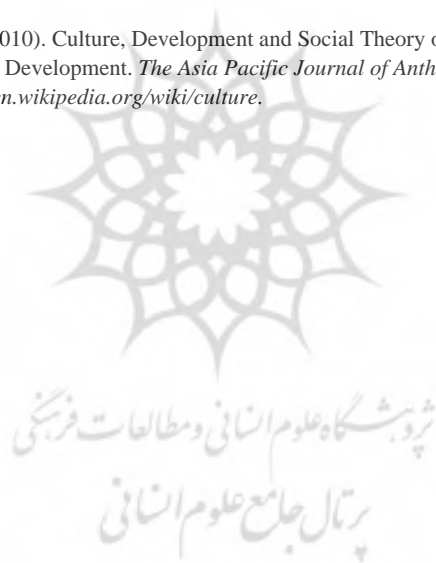 010). Culture, Development and Social Theory o
Development. The Asia Pacific Journal of Anth
en.wikipedia.org/wiki/culture.
پژوهشگاه علوم انسانی و مطالعات فرهنگی
پرتال جامع علوم انسانی